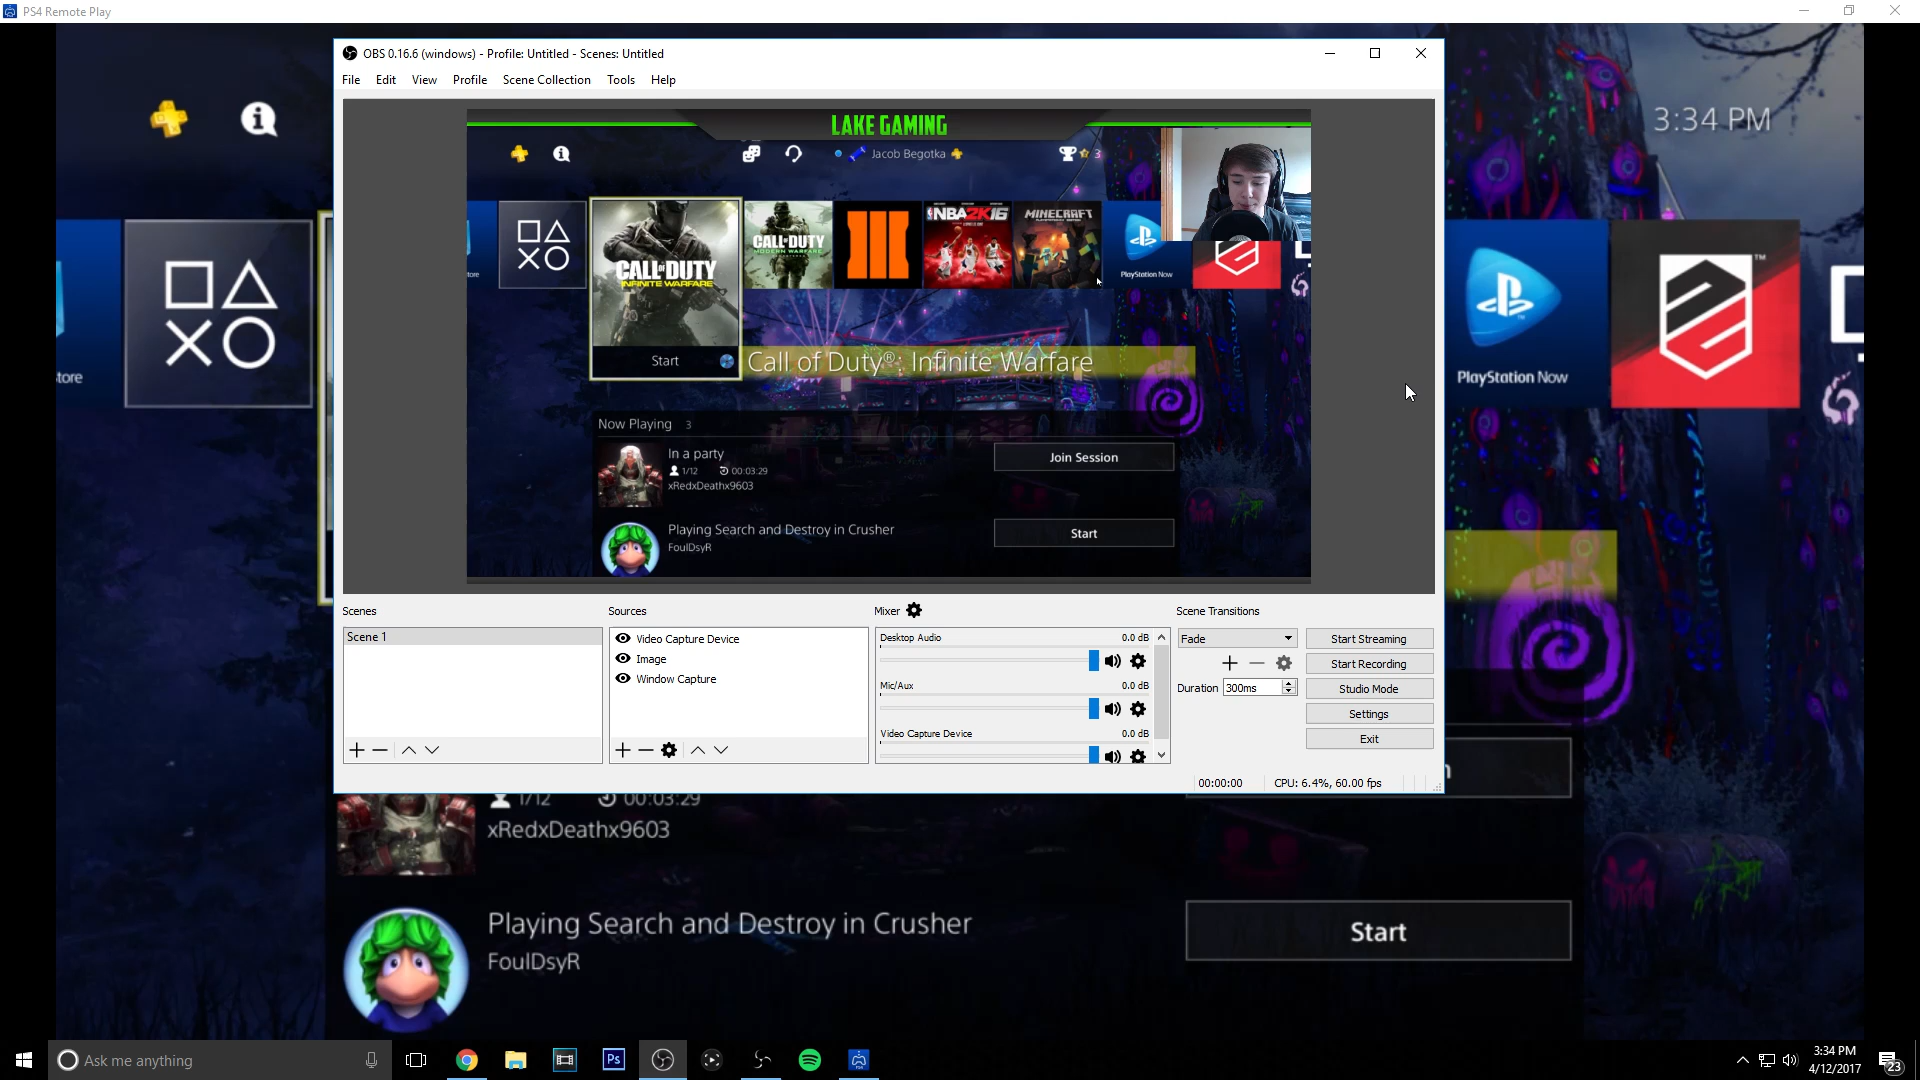 PS4 Remote Play
OBS 0.16.6 (windows) - Profile: Untitled - Scenes: Untitled
File Edit View Profile Scene Collection Tools Help
3:34 PM
LAKE GAMING
Jacob Begotka
3
CALL OF DUTY
INFINITE WARFARE
CALL OF DUTY
MODERN WARFARE
III
NBA 2K16
MINECRAFT
PlayStation Now
tore
Start
Call of Duty®: Infinite Warfare
Now Playing 3
In a party
1/12 00:03:29
xRedxDeathx9603
Join Session
Playing Search and Destroy in Crusher
FoulDsyR
Start
tore
PlayStation Now
TM
Scenes
Scene 1
Sources
Video Capture Device
Image
Window Capture
Mixer
Desktop Audio 0.0 dB
Mic/Aux 0.0 dB
Video Capture Device 0.0 dB
Scene Transitions
Fade
Duration 300ms
Start Streaming
Start Recording
Studio Mode
Settings
Exit
00:00:00 CPU: 6.4%, 60.00 fps
1/12 00:03:29
xRedxDeathx9603
Playing Search and Destroy in Crusher
FoulDsyR
Start
Ask me anything
Ps
3:34 PM
4/12/2017
23